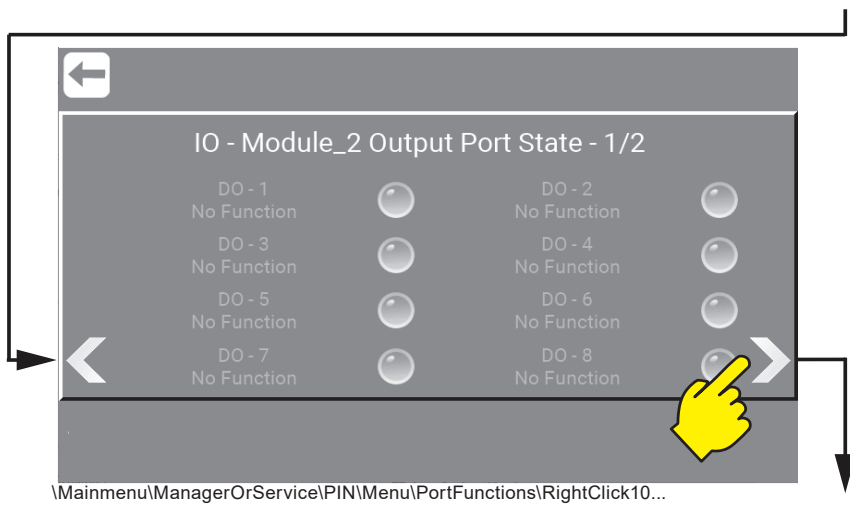 IO - Module_2 Output Port State - 1/2
DO - 1
No Function
DO - 2
No Function
DO - 3
No Function
DO - 4
No Function
DO - 5
No Function
DO - 6
No Function
DO - 7
No Function
DO - 8
No Function
\Mainmenu\ManagerOrService\PIN\Menu\PortFunctions\RightClick10...